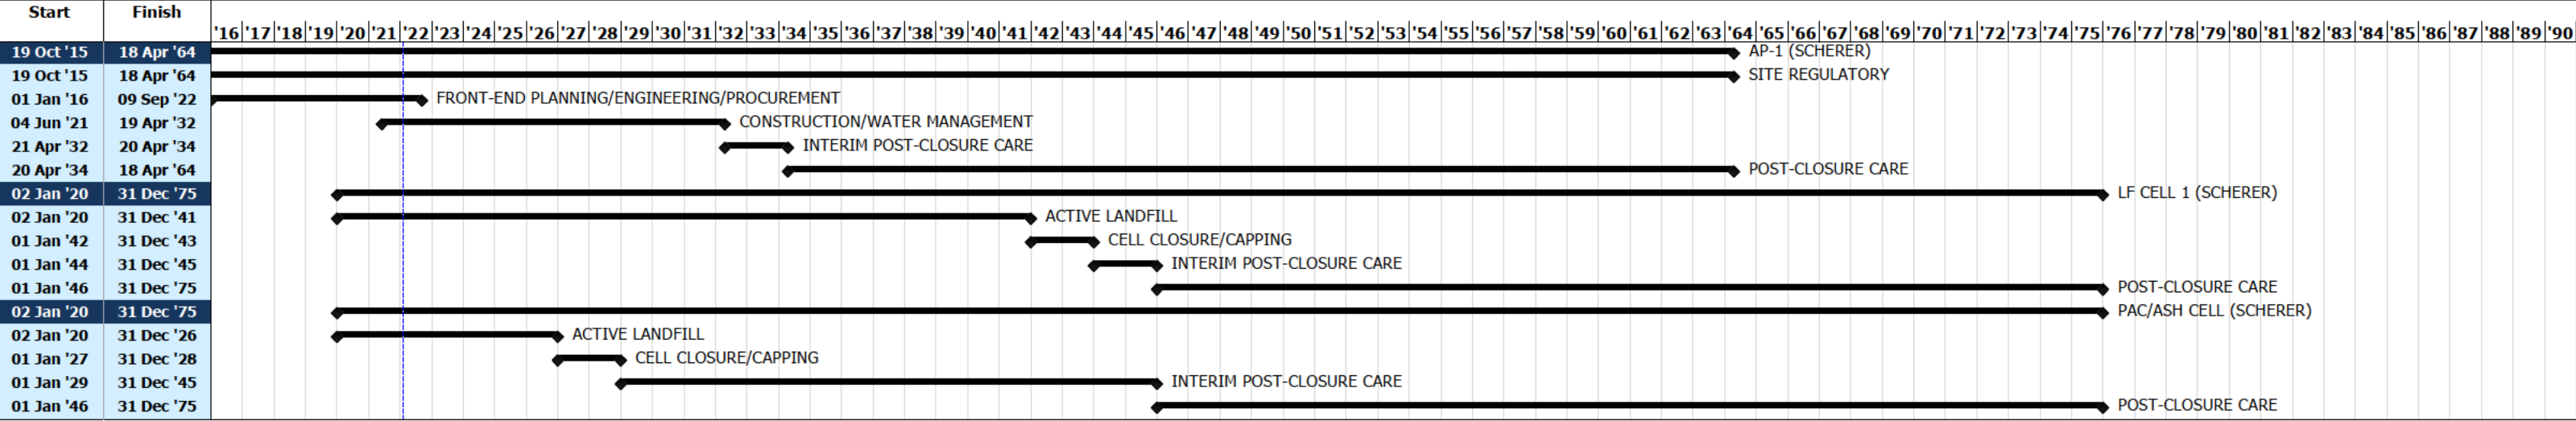 Start Finish
'16 '17 '18 '19 '20 '21 '22 '23 '24 '25 '26 '27 '28 '29 '30 '31 '32 '33 '34 '35 '36 '37 '38 '39 '40 '41 '42 '43 '44 '45 '46 '47 '48 '49 '50 '51 '52 '53 '54 '55 '56 '57 '58 '59 '60 '61 '62 '63 '64 '65 '66 '67 '68 '69 '70 '71 '72 '73 '74 '75 '76 '77 '78 '79 '80 '81 '82 '83 '84 '85 '86 '87 '88 '89 '90
19 Oct '15 18 Apr '64 AP-1 (SCHERER)
19 Oct '15 18 Apr '64 SITE REGULATORY
01 Jan '16 09 Sep '22 FRONT-END PLANNING/ENGINEERING/PROCUREMENT
04 Jun '21 19 Apr '32 CONSTRUCTION/WATER MANAGEMENT
21 Apr '32 20 Apr '34 INTERIM POST-CLOSURE CARE
20 Apr '34 18 Apr '64 POST-CLOSURE CARE
02 Jan '20 31 Dec '75 LF CELL 1 (SCHERER)
02 Jan '20 31 Dec '41 ACTIVE LANDFILL
01 Jan '42 31 Dec '43 CELL CLOSURE/CAPPING
01 Jan '44 31 Dec '45 INTERIM POST-CLOSURE CARE
01 Jan '46 31 Dec '75 POST-CLOSURE CARE
02 Jan '20 31 Dec '75 PAC/ASH CELL (SCHERER)
02 Jan '20 31 Dec '26 ACTIVE LANDFILL
01 Jan '27 31 Dec '28 CELL CLOSURE/CAPPING
01 Jan '29 31 Dec '45 INTERIM POST-CLOSURE CARE
01 Jan '46 31 Dec '75 POST-CLOSURE CARE